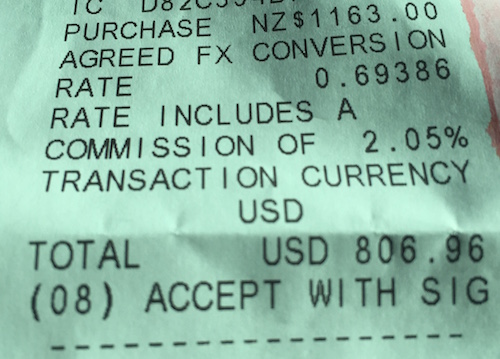 TC
PURCHASE NZ$1163.00
AGREED FX CONVERSION
RATE 0.69386
RATE INCLUDES A
COMMISSION OF 2.05%
TRANSACTION CURRENCY
USD
TOTAL USD 806.96
(08) ACCEPT WITH SIG
--------------------